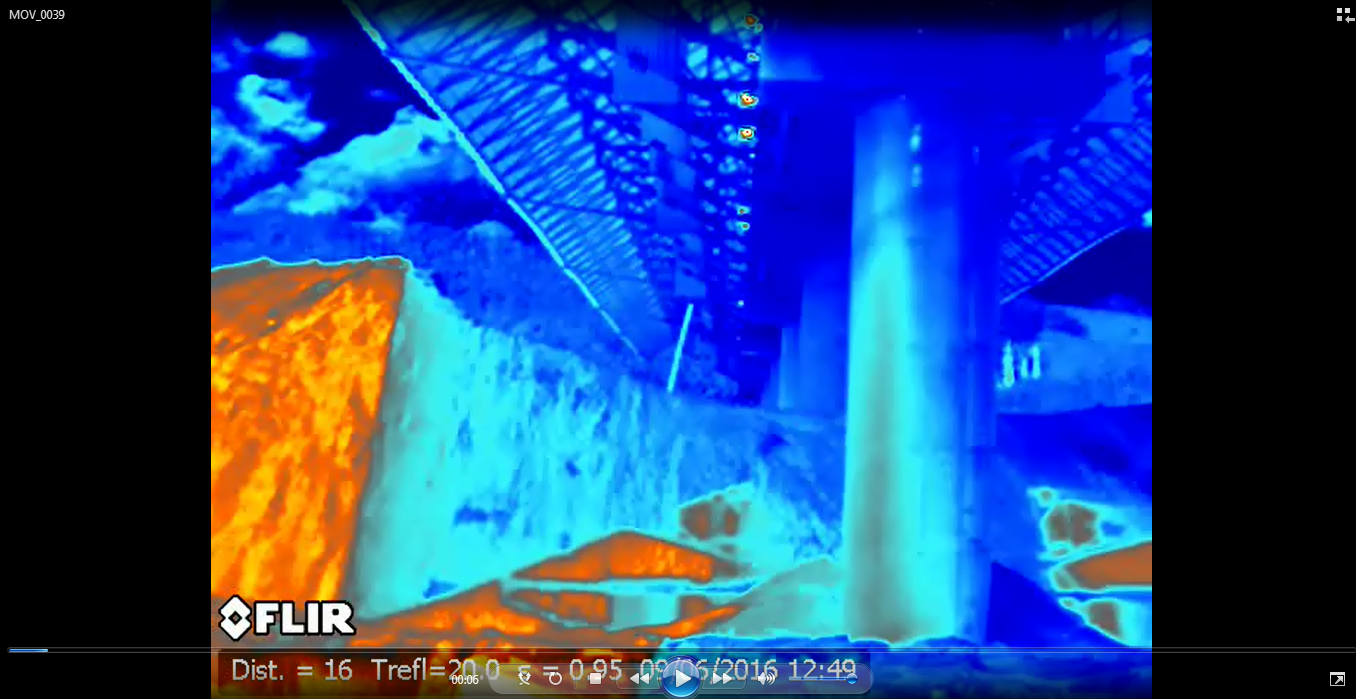 MOV_0039
FLIR
Dist. = 16 Trefl=20.0 ε = 0.95 09/06/2016 12:49
00:06